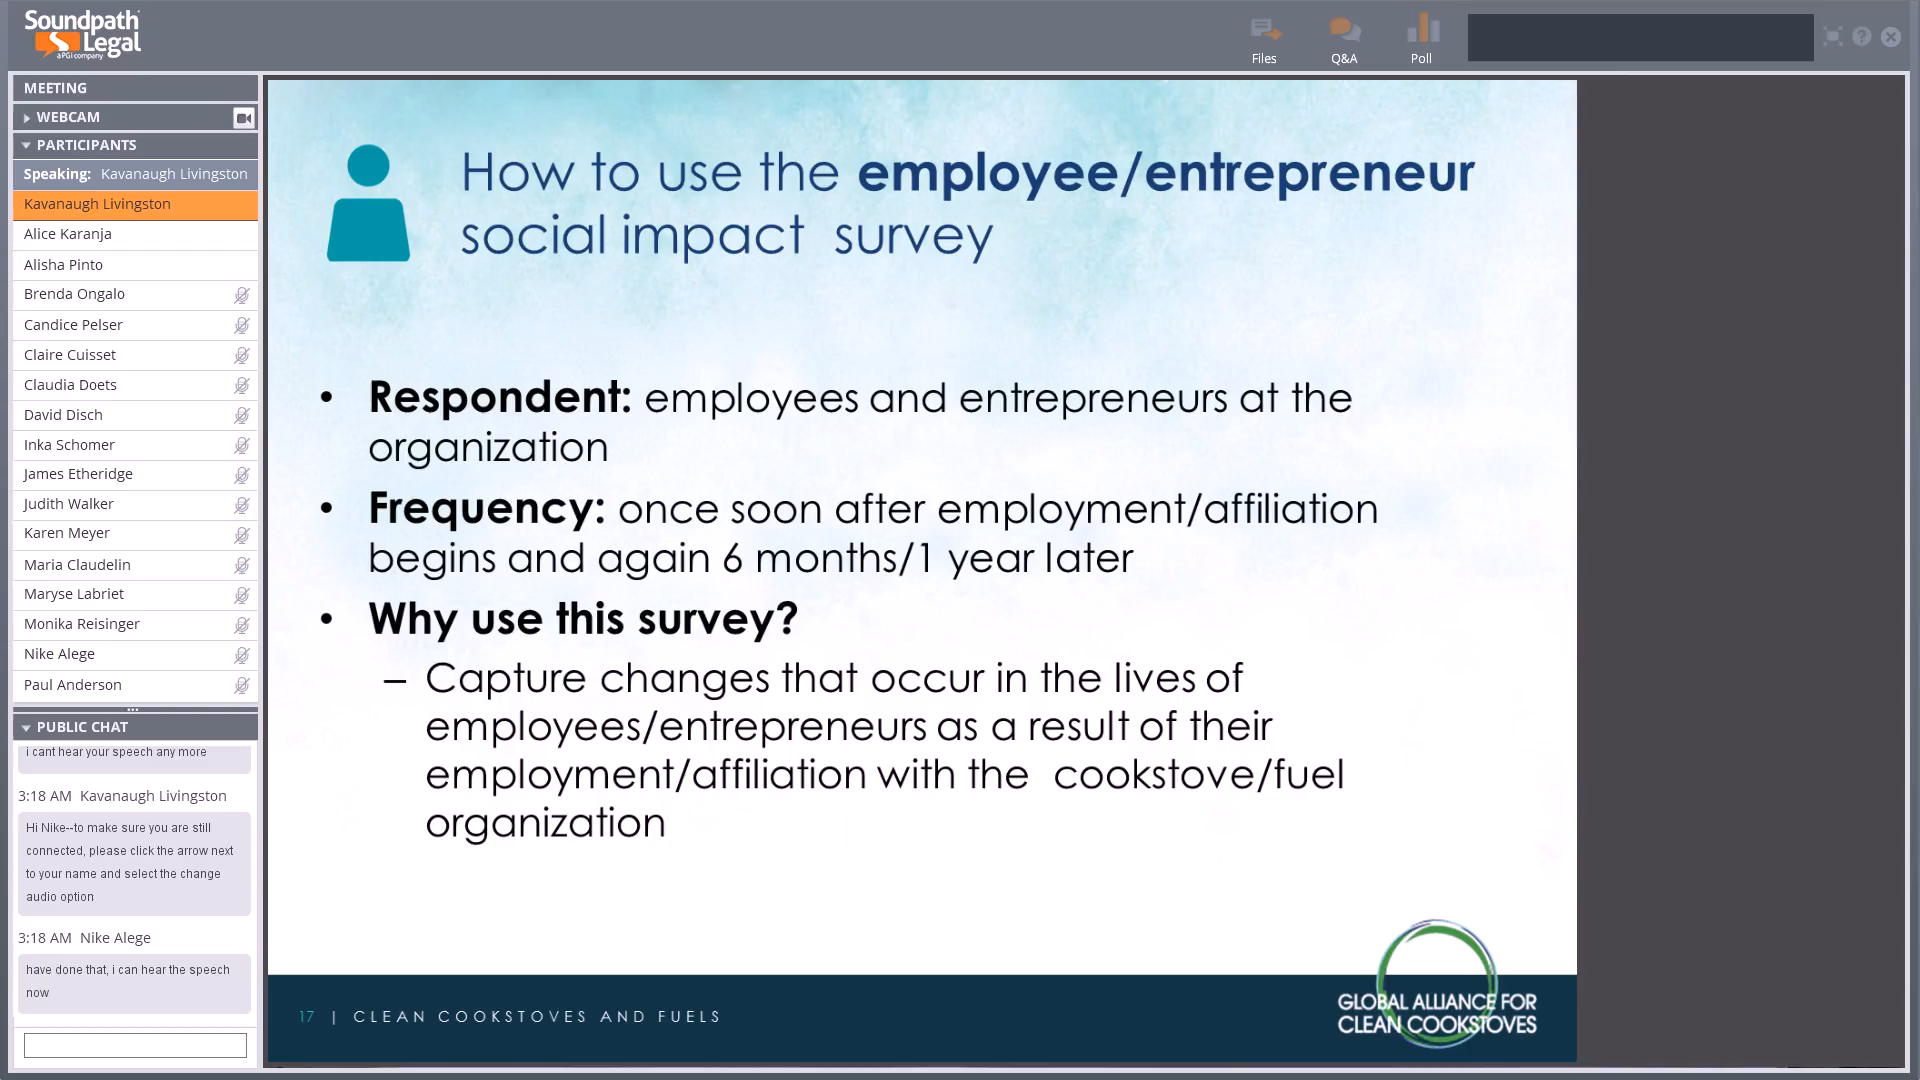 Soundpath
Legal
a PGi company
Files
Q&A
Poll
MEETING
WEBCAM
PARTICIPANTS
Speaking: Kavanaugh Livingston
Kavanaugh Livingston
Alice Karanja
Alisha Pinto
Brenda Ongalo
Candice Pelser
Claire Cuisset
Claudia Doets
David Disch
Inka Schomer
James Etheridge
Judith Walker
Karen Meyer
Maria Claudelin
Maryse Labriet
Monika Reisinger
Nike Alege
Paul Anderson
PUBLIC CHAT
i cant hear your speech any more
3:18 AM Kavanaugh Livingston
Hi Nike--to make sure you are still
connected, please click the arrow next
to your name and select the change
audio option
3:18 AM Nike Alege
have done that, i can hear the speech
now
How to use the employee/entrepreneur
social impact survey
• Respondent: employees and entrepreneurs at the
organization
• Frequency: once soon after employment/affiliation
begins and again 6 months/1 year later
• Why use this survey?
– Capture changes that occur in the lives of
employees/entrepreneurs as a result of their
employment/affiliation with the cookstove/fuel
organization
17 | CLEAN COOKSTOVES AND FUELS
GLOBAL ALLIANCE FOR
CLEAN COOKSTOVES